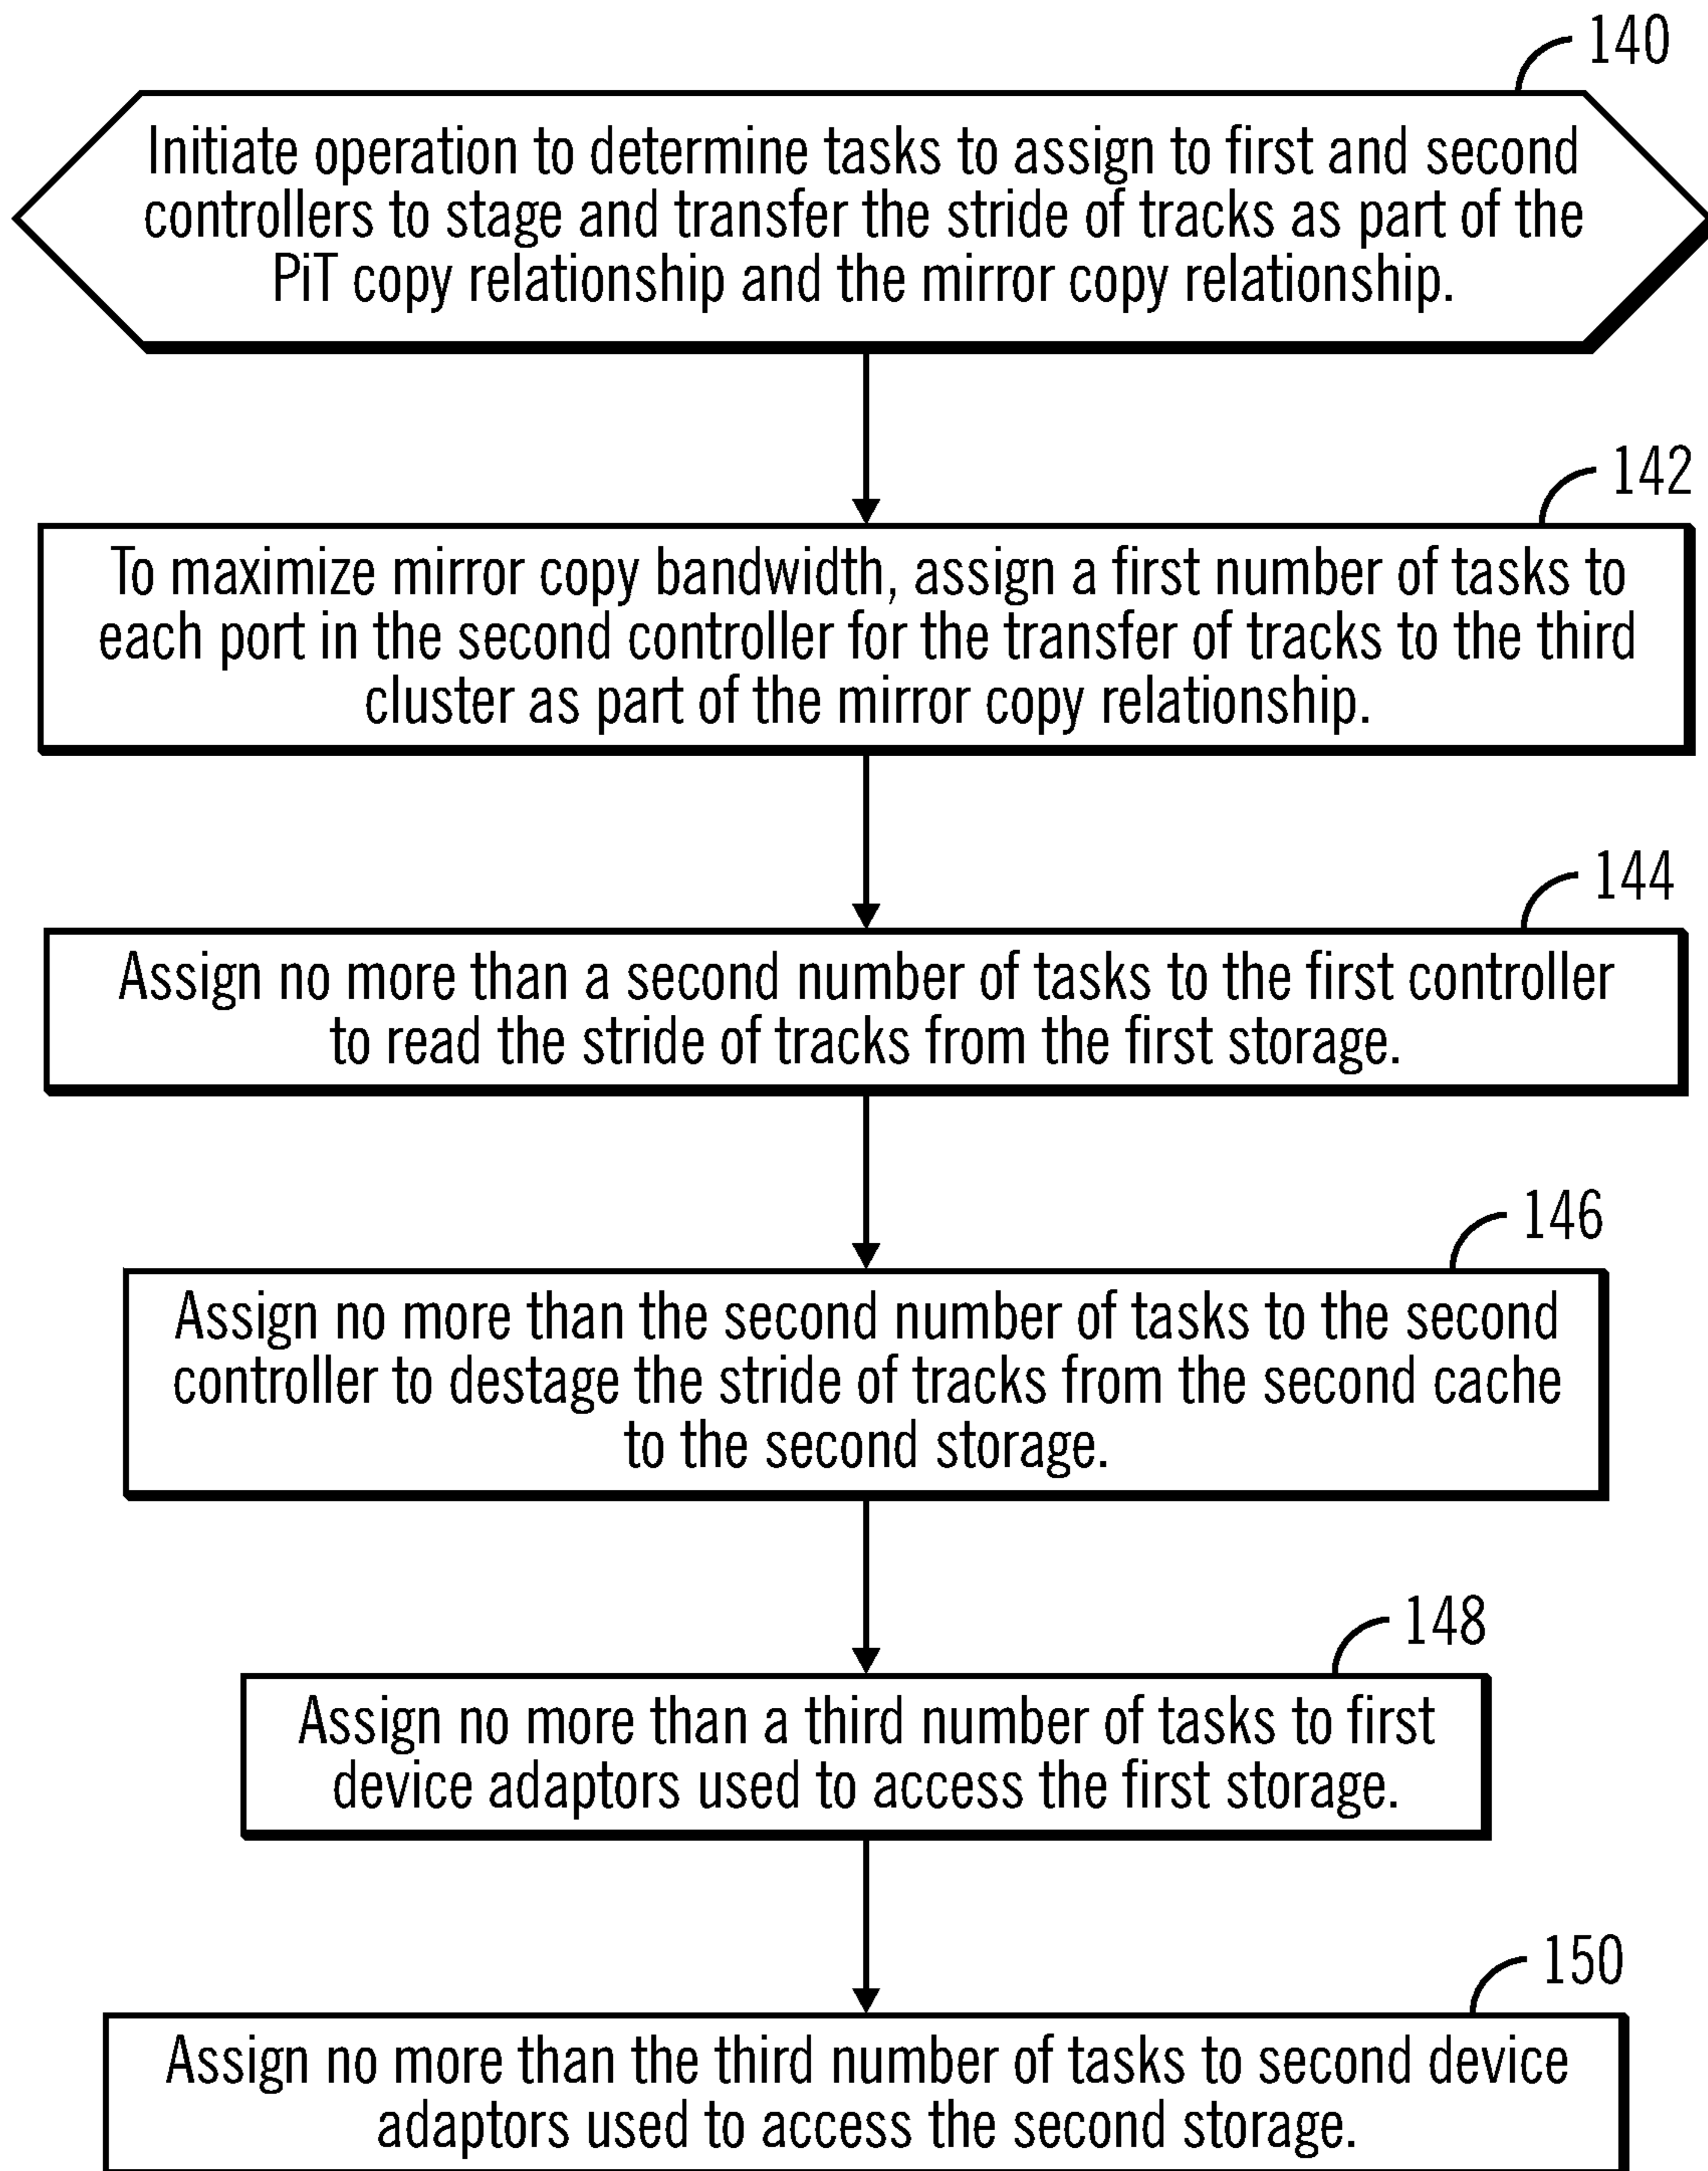 140
Initiate operation to determine tasks to assign to first and second
controllers to stage and transfer the stride of tracks as part of the
PiT copy relationship and the mirror copy relationship.
142
To maximize mirror copy bandwidth, assign a first number of tasks to
each port in the second controller for the transfer of tracks to the third
cluster as part of the mirror copy relationship.
144
Assign no more than a second number of tasks to the first controller
to read the stride of tracks from the first storage.
146
Assign no more than the second number of tasks to the second
controller to destage the stride of tracks from the second cache
to the second storage.
148
Assign no more than a third number of tasks to first
device adaptors used to access the first storage.
150
Assign no more than the third number of tasks to second device
adaptors used to access the second storage.